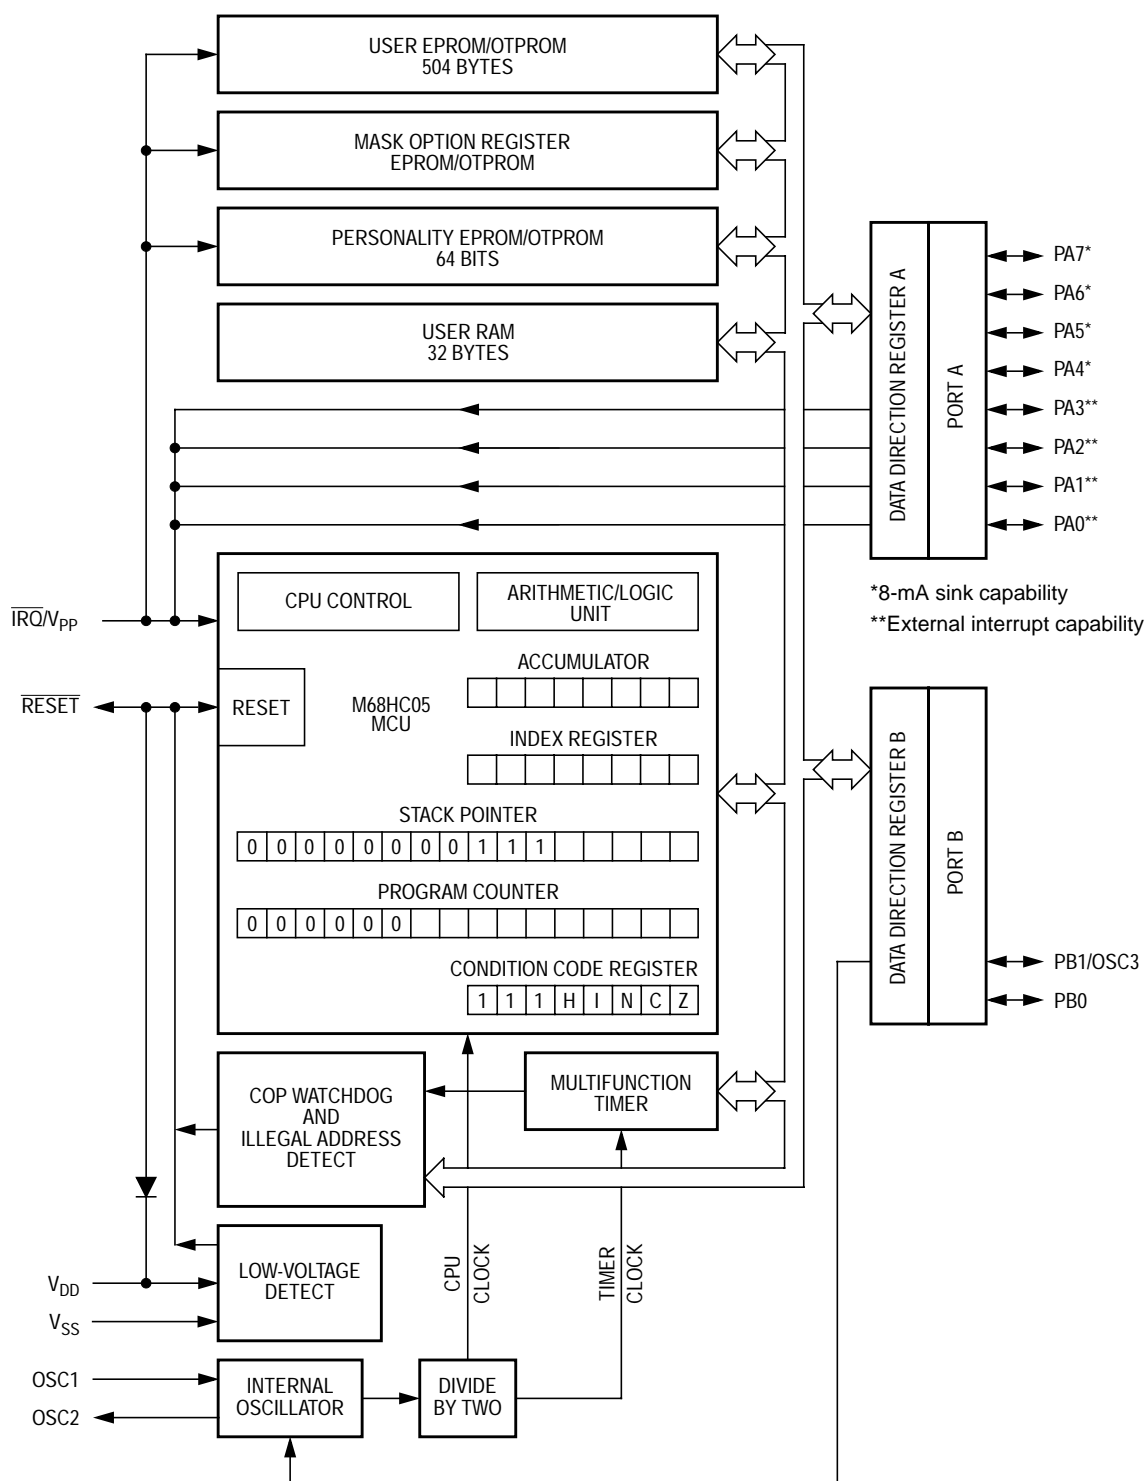 USER EPROM/OTPROM
504 BYTES
MASK OPTION REGISTER
EPROM/OTPROM
PERSONALITY EPROM/OTPROM
64 BITS
USER RAM
32 BYTES
DATA DIRECTION REGISTER A
PORT A
PA7*
PA6*
PA5*
PA4*
PA3**
PA2**
PA1**
PA0**
*8-mA sink capability
**External interrupt capability
IRQ/VPP
CPU CONTROL
ARITHMETIC/LOGIC
UNIT
ACCUMULATOR
RESET
RESET
M68HC05
MCU
INDEX REGISTER
STACK POINTER
0 0 0 0 0 0 0 0 1 1 1
PROGRAM COUNTER
0 0 0 0 0 0
CONDITION CODE REGISTER
1 1 1 H I N C Z
DATA DIRECTION REGISTER B
PORT B
PB1/OSC3
PB0
COP WATCHDOG
AND
ILLEGAL ADDRESS
DETECT
MULTIFUNCTION
TIMER
VDD
VSS
LOW-VOLTAGE
DETECT
CPU
CLOCK
TIMER
CLOCK
OSC1
OSC2
INTERNAL
OSCILLATOR
DIVIDE
BY TWO